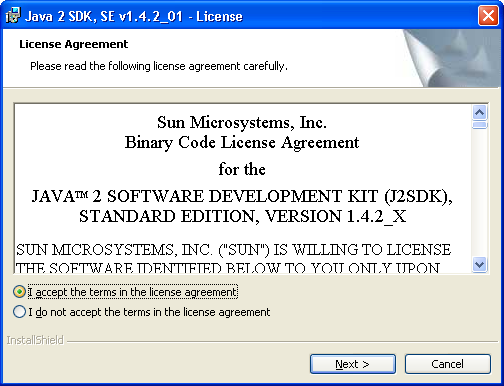 Java 2 SDK, SE v1.4.2_01 - License
License Agreement
Please read the following license agreement carefully.
Sun Microsystems, Inc.
Binary Code License Agreement
for the
JAVA™ 2 SOFTWARE DEVELOPMENT KIT (J2SDK),
STANDARD EDITION, VERSION 1.4.2_X
SUN MICROSYSTEMS, INC. ("SUN") IS WILLING TO LICENSE
THE SOFTWARE IDENTIFIED BELOW TO YOU ONLY UPON
I accept the terms in the license agreement
I do not accept the terms in the license agreement
InstallShield
Next >
Cancel